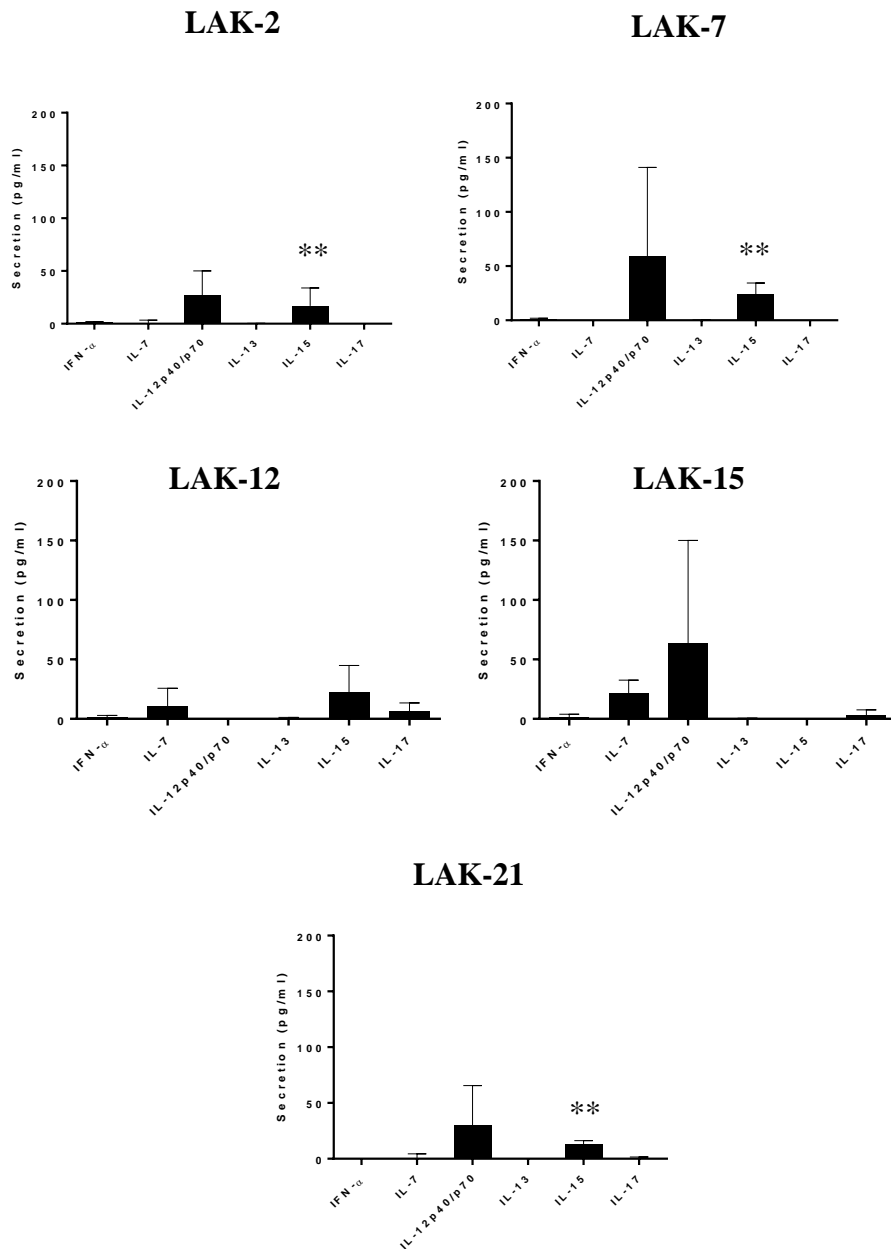 LAK-2
Secretion (pg/ml)
200
150
100
50
0
**
IFN-α
IL-7
IL-12p40/p70
IL-13
IL-15
IL-17
LAK-7
Secretion (pg/ml)
200
150
100
50
0
**
IFN-α
IL-7
IL-12p40/p70
IL-13
IL-15
IL-17
LAK-12
Secretion (pg/ml)
200
150
100
50
0
IFN-α
IL-7
IL-12p40/p70
IL-13
IL-15
IL-17
LAK-15
Secretion (pg/ml)
200
150
100
50
0
IFN-α
IL-7
IL-12p40/p70
IL-13
IL-15
IL-17
LAK-21
Secretion (pg/ml)
200
150
100
50
0
**
IFN-α
IL-7
IL-12p40/p70
IL-13
IL-15
IL-17